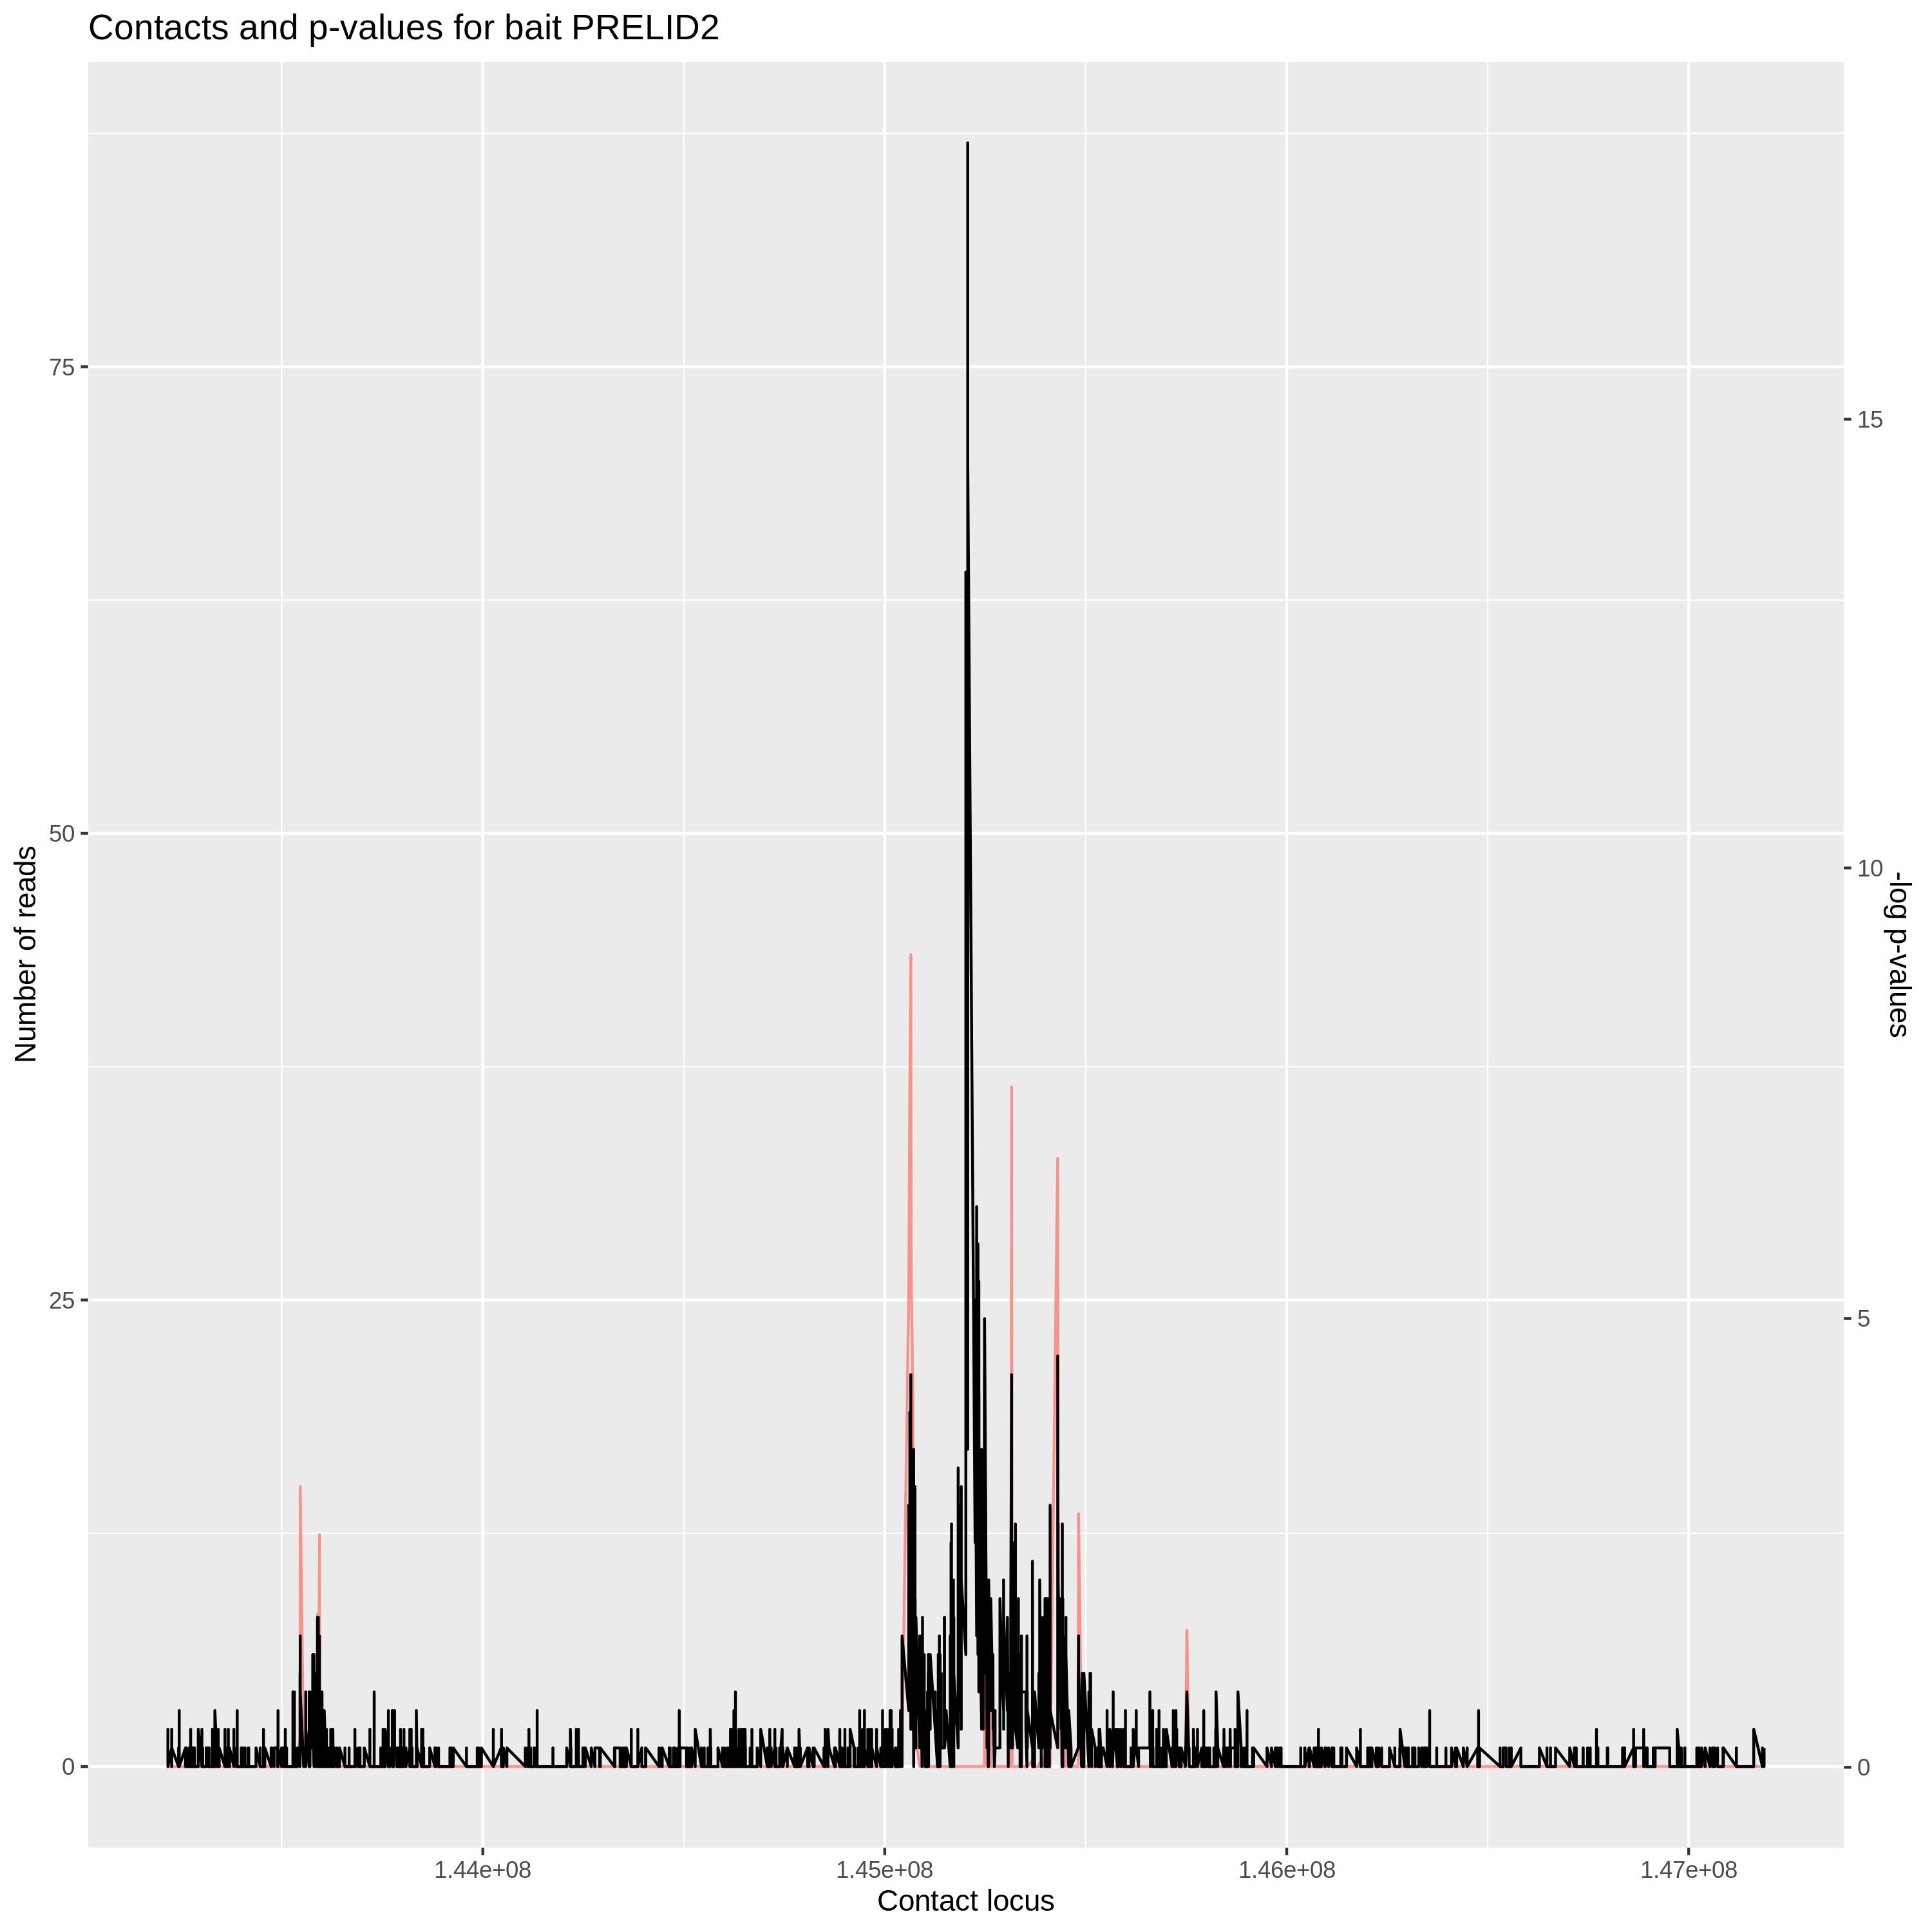 Contacts and p-values for bait PRELID2
75
50
25
0
Number of reads
15
10
5
0
-log p-values
1.44e+08
1.45e+08
1.46e+08
1.47e+08
Contact locus